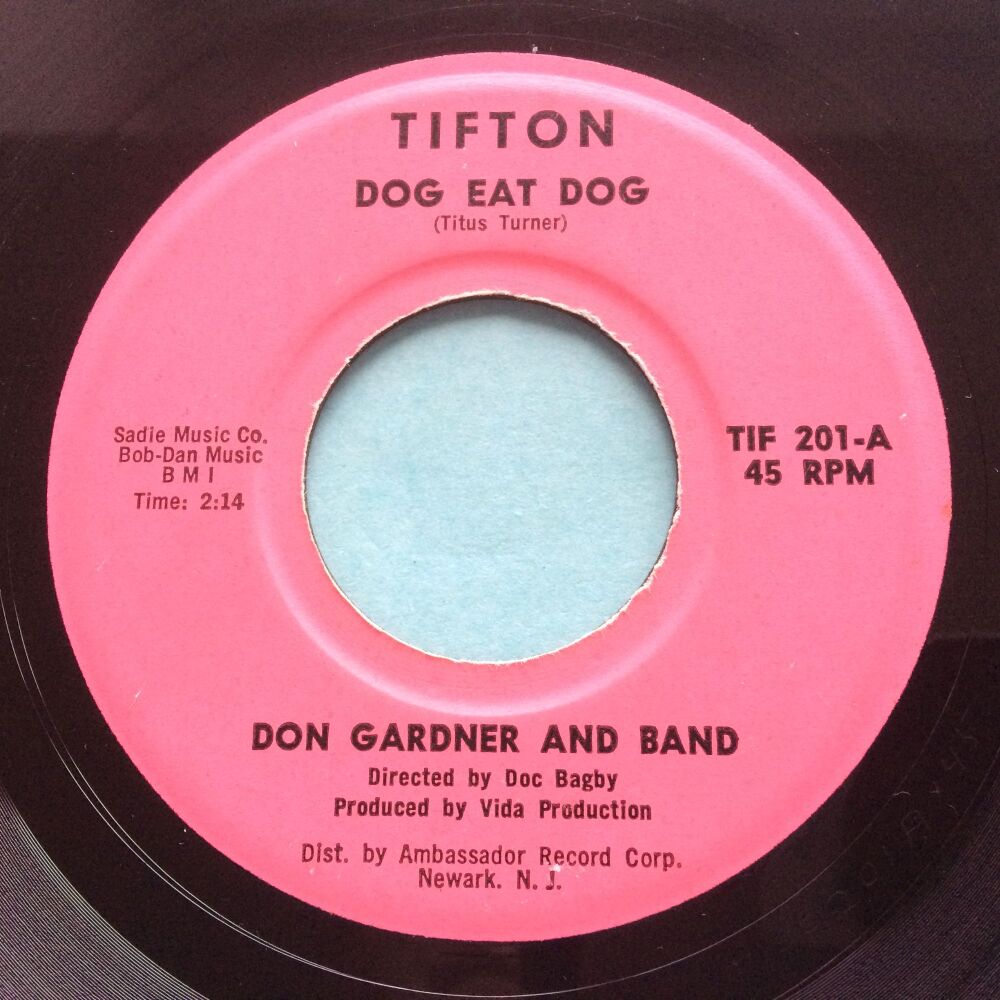 TIFTON
DOG EAT DOG
(Titus Turner)
Sadie Music Co.
Bob-Dan Music
B M I
Time: 2:14
TIF 201-A
45 RPM
DON GARDNER AND BAND
Directed by Doc Bagby
Produced by Vida Production
Dist. by Ambassador Record Corp.
Newark. N. J.